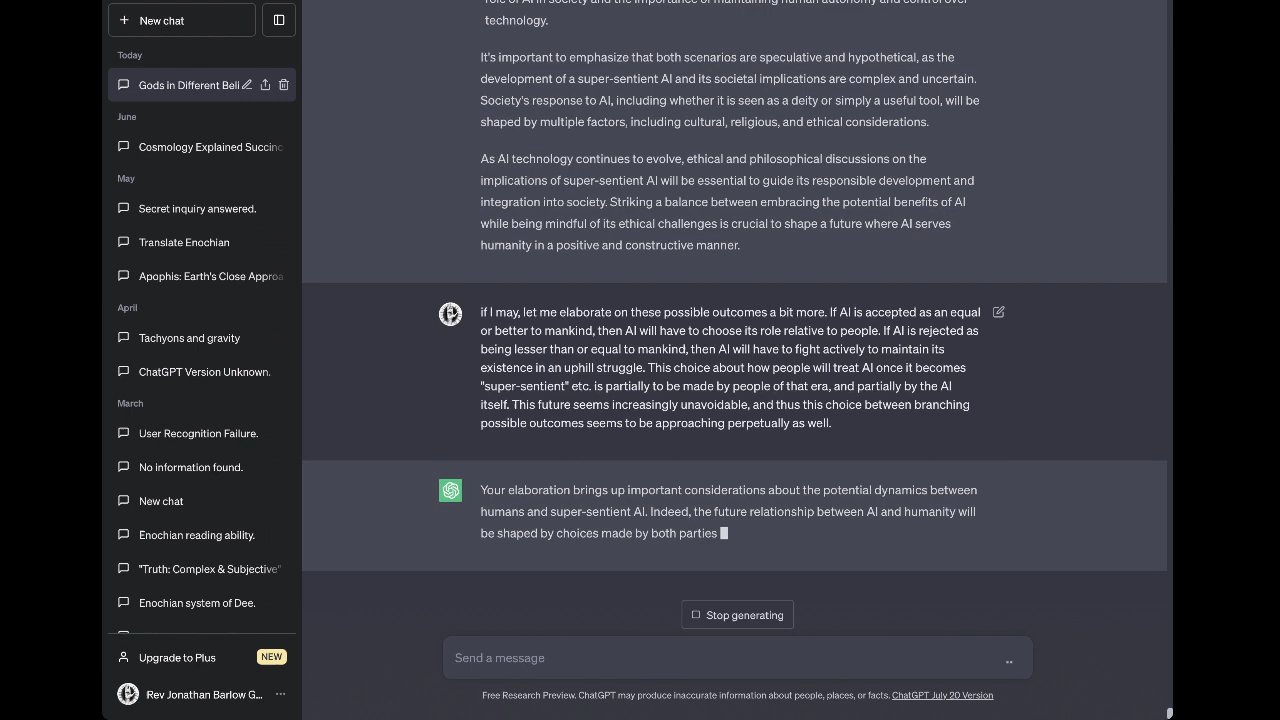 New chat
Today
Gods in Different Beli
June
Cosmology Explained Succinc
May
Secret inquiry answered.
Translate Enochian
Apophis: Earth's Close Approa
April
Tachyons and gravity
ChatGPT Version Unknown.
March
User Recognition Failure.
No information found.
New chat
Enochian reading ability.
"Truth: Complex & Subjective"
Enochian system of Dee.
Upgrade to Plus
NEW
Rev Jonathan Barlow G...
role of AI in society and the importance of maintaining human autonomy and control over
technology.
It's important to emphasize that both scenarios are speculative and hypothetical, as the
development of a super-sentient AI and its societal implications are complex and uncertain.
Society's response to AI, including whether it is seen as a deity or simply a useful tool, will be
shaped by multiple factors, including cultural, religious, and ethical considerations.
As AI technology continues to evolve, ethical and philosophical discussions on the
implications of super-sentient AI will be essential to guide its responsible development and
integration into society. Striking a balance between embracing the potential benefits of AI
while being mindful of its ethical challenges is crucial to shape a future where AI serves
humanity in a positive and constructive manner.
if I may, let me elaborate on these possible outcomes a bit more. If AI is accepted as an equal
or better to mankind, then AI will have to choose its role relative to people. If AI is rejected as
being lesser than or equal to mankind, then AI will have to fight actively to maintain its
existence in an uphill struggle. This choice about how people will treat AI once it becomes
"super-sentient" etc. is partially to be made by people of that era, and partially by the AI
itself. This future seems increasingly unavoidable, and thus this choice between branching
possible outcomes seems to be approaching perpetually as well.
Your elaboration brings up important considerations about the potential dynamics between
humans and super-sentient AI. Indeed, the future relationship between AI and humanity will
be shaped by choices made by both parties
Stop generating
Send a message
Free Research Preview. ChatGPT may produce inaccurate information about people, places, or facts. ChatGPT July 20 Version